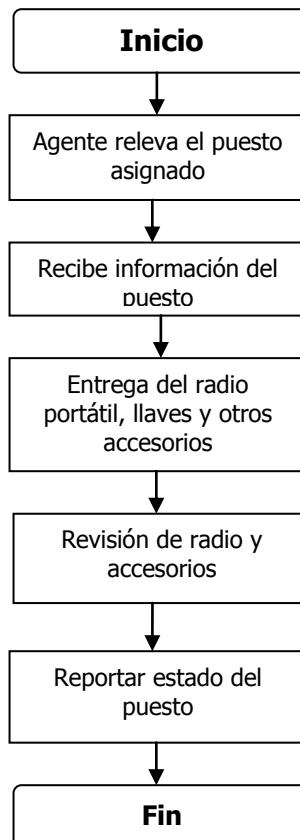 Inicio
Agente releva el puesto
asignado
Recibe información del
puesto
Entrega del radio
portátil, llaves y otros
accesorios
Revisión de radio y
accesorios
Reportar estado del
puesto
Fin